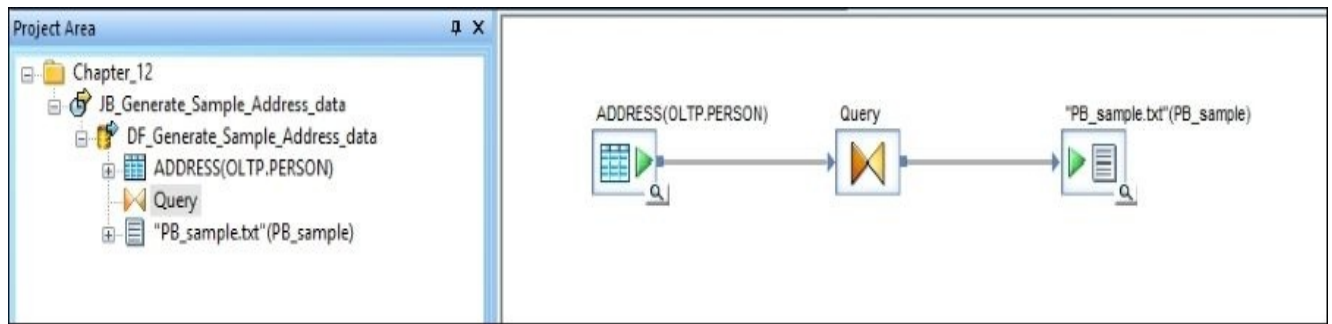 Project Area
Chapter_12
JB_Generate_Sample_Address_data
DF_Generate_Sample_Address_data
ADDRESS(OLTP.PERSON)
Query
"PB_sample.txt"(PB_sample)
ADDRESS(OLTP.PERSON) Query "PB_sample.txt"(PB_sample)